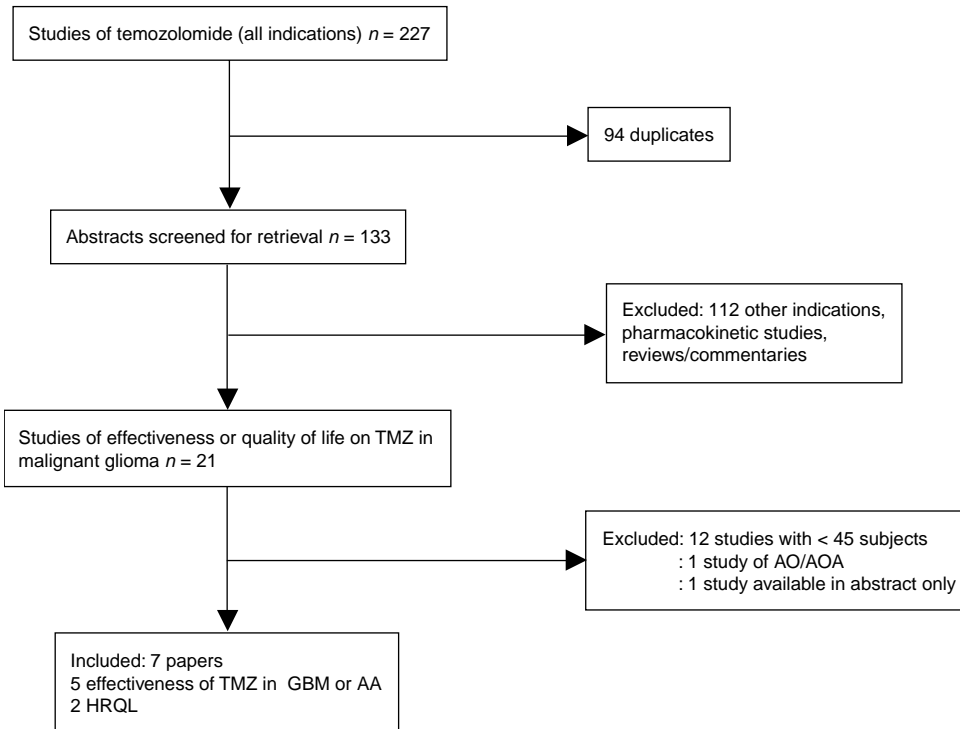 Studies of temozolomide (all indications) n = 227
94 duplicates
Abstracts screened for retrieval n = 133
Excluded: 112 other indications,
pharmacokinetic studies,
reviews/commentaries
Studies of effectiveness or quality of life on TMZ in
malignant glioma n = 21
Excluded: 12 studies with < 45 subjects
: 1 study of AO/AOA
: 1 study available in abstract only
Included: 7 papers
5 effectiveness of TMZ in GBM or AA
2 HRQL